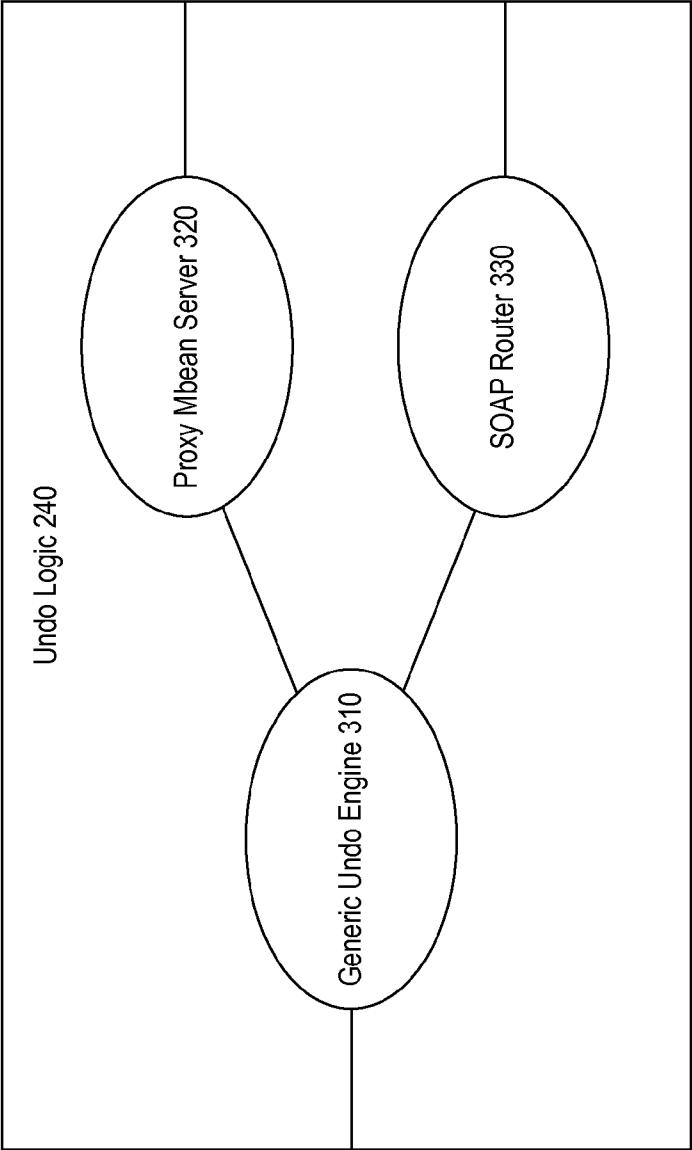 Undo Logic 240
Generic Undo Engine 310
Proxy Mbean Server 320
SOAP Router 330